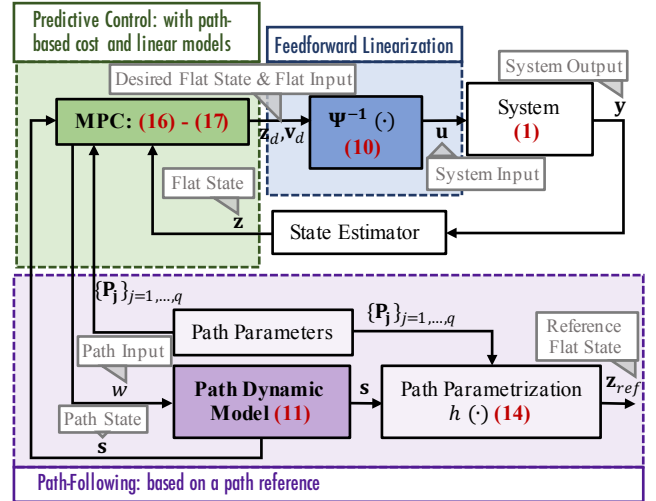 Predictive Control: with path-
based cost and linear models
Feedforward Linearization
System Output
Desired Flat State & Flat Input
MPC: (16) - (17)
z_d, v_d
Ψ⁻¹ (·)
(10)
u
System
(1)
y
System Input
Flat State
z
State Estimator
{P_j}_{j=1,…,q}
{P_j}_{j=1,…,q}
Path Parameters
Reference
Flat State
Path Input
w
Path Dynamic
Model (11)
s
Path Parametrization
h (·) (14)
z_ref
Path State
s
Path-Following: based on a path reference